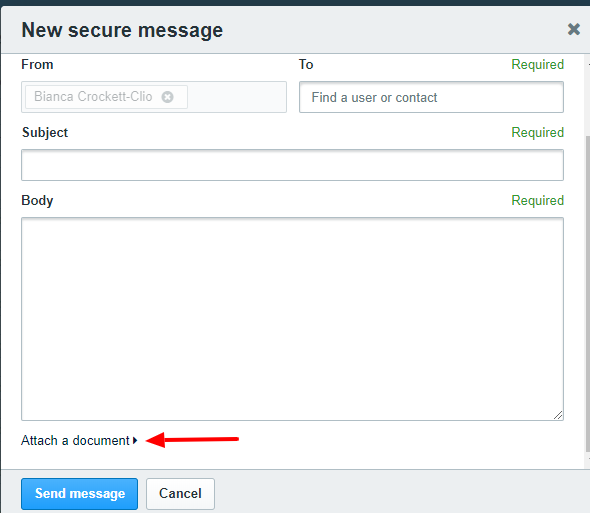 New secure message
From To Required
Bianca Crockett-Clio Find a user or contact
Subject Required
Body Required
Attach a document
Send message Cancel